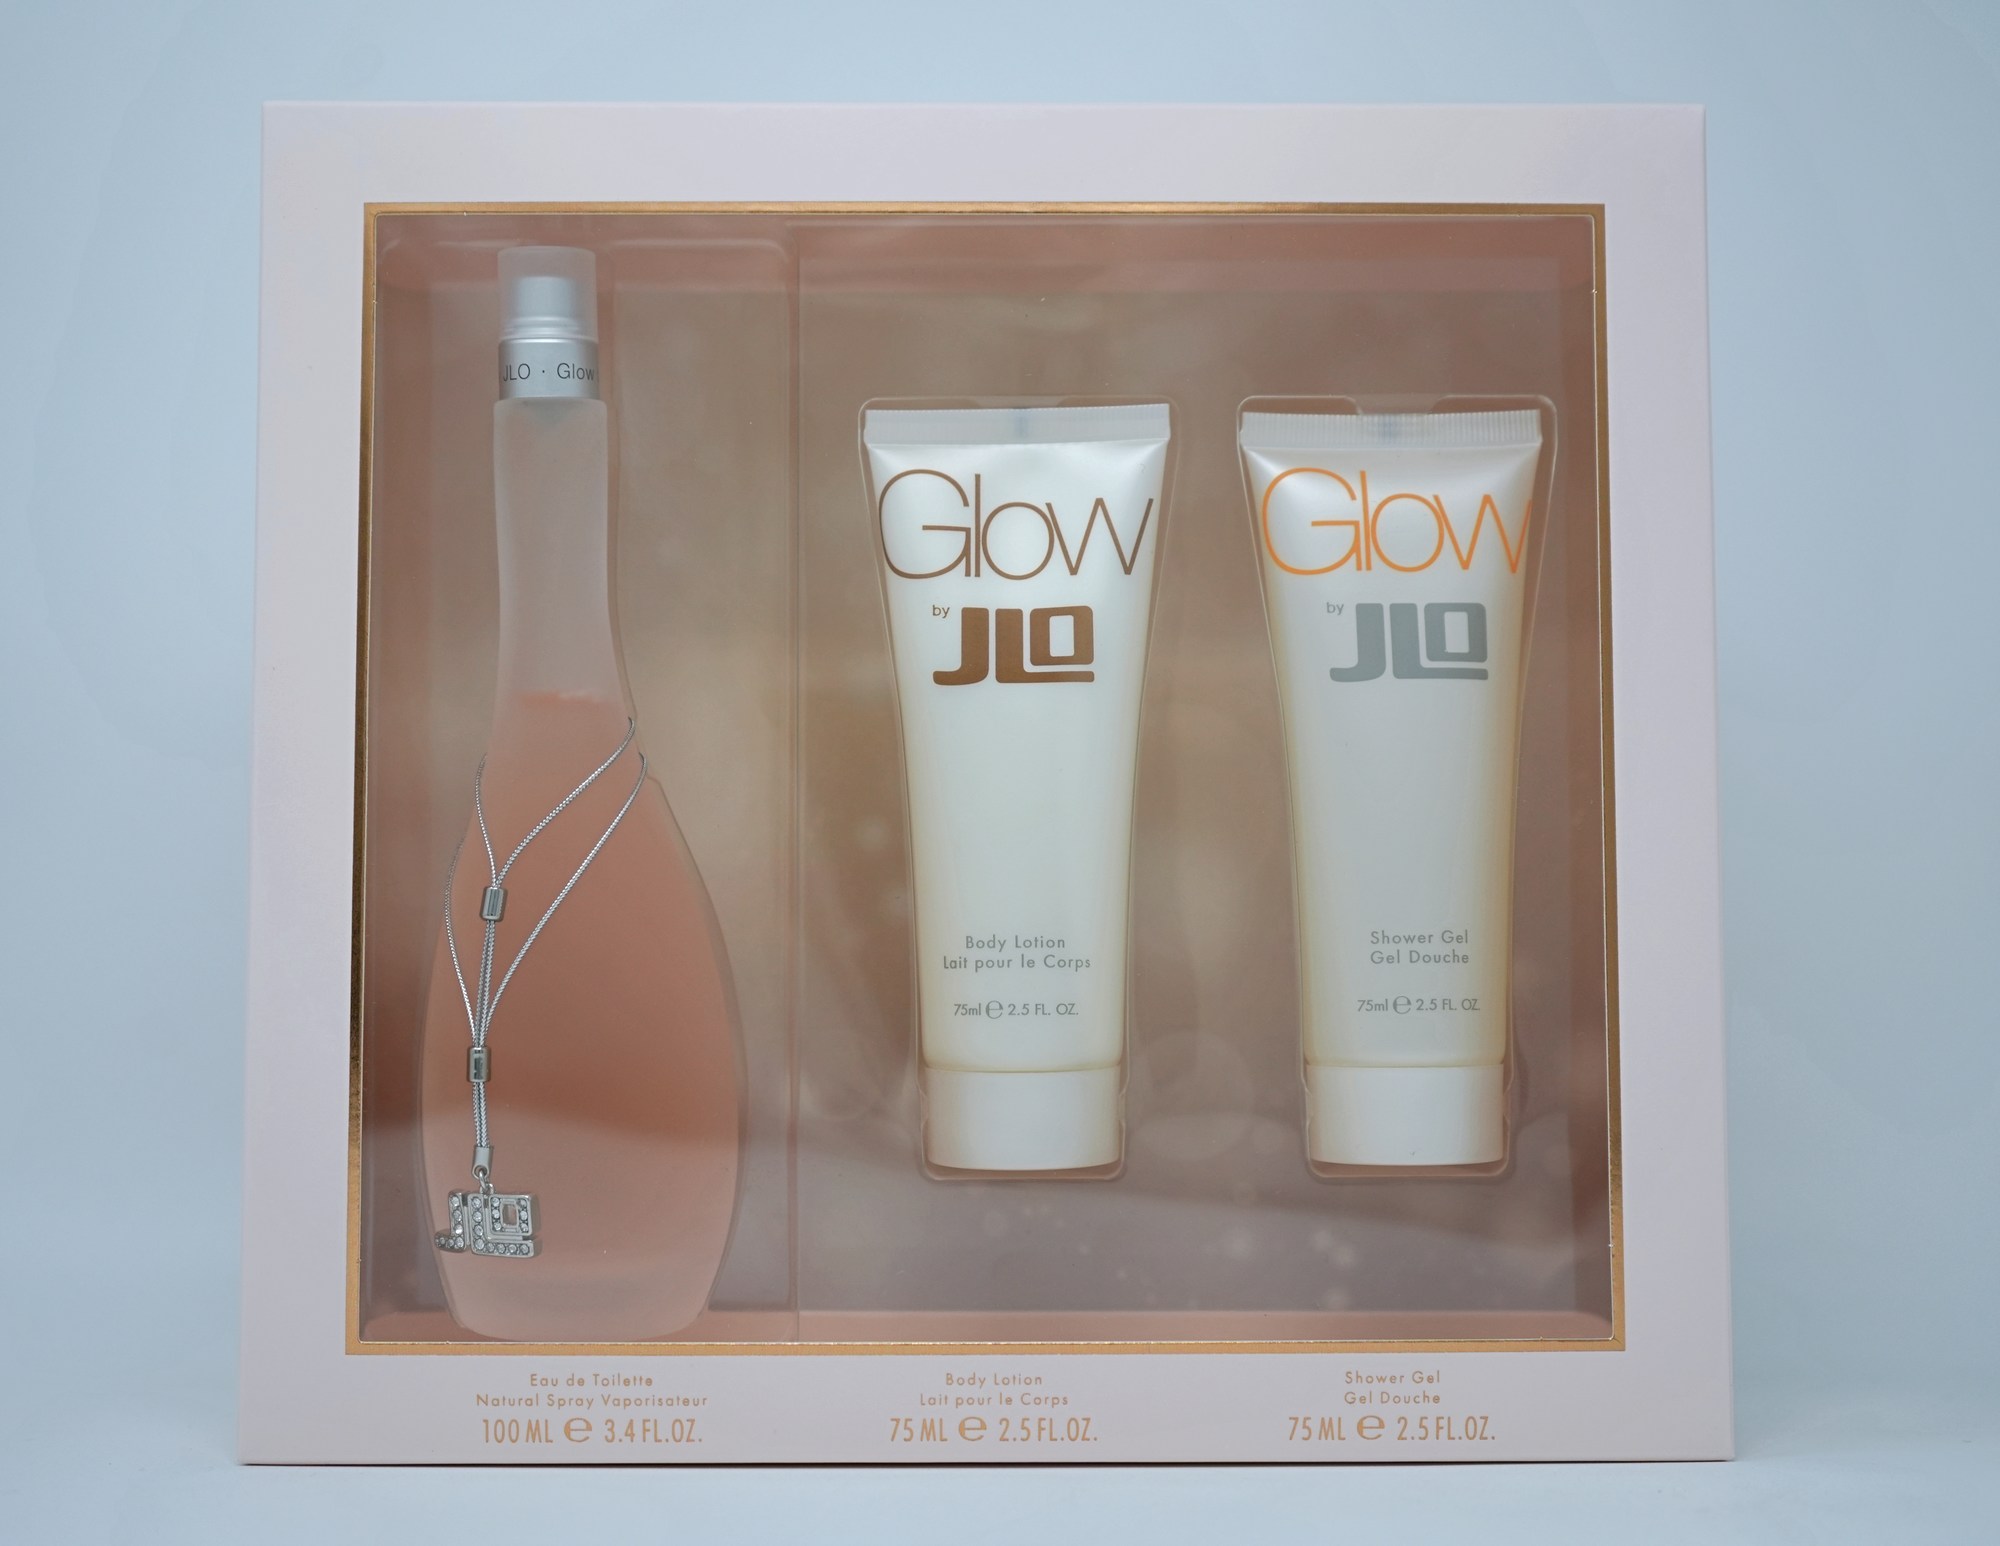 JLO · Glow
JLO
Glow
by JLO
Body Lotion
Lait pour le Corps
75ml e 2.5 FL. OZ.
Glow
by JLO
Shower Gel
Gel Douche
75ml e 2.5 FL. OZ.
Eau de Toilette
Natural Spray Vaporisateur
100 ML e 3.4 FL.OZ.
Body Lotion
Lait pour le Corps
75 ML e 2.5 FL.OZ.
Shower Gel
Gel Douche
75 ML e 2.5 FL.OZ.